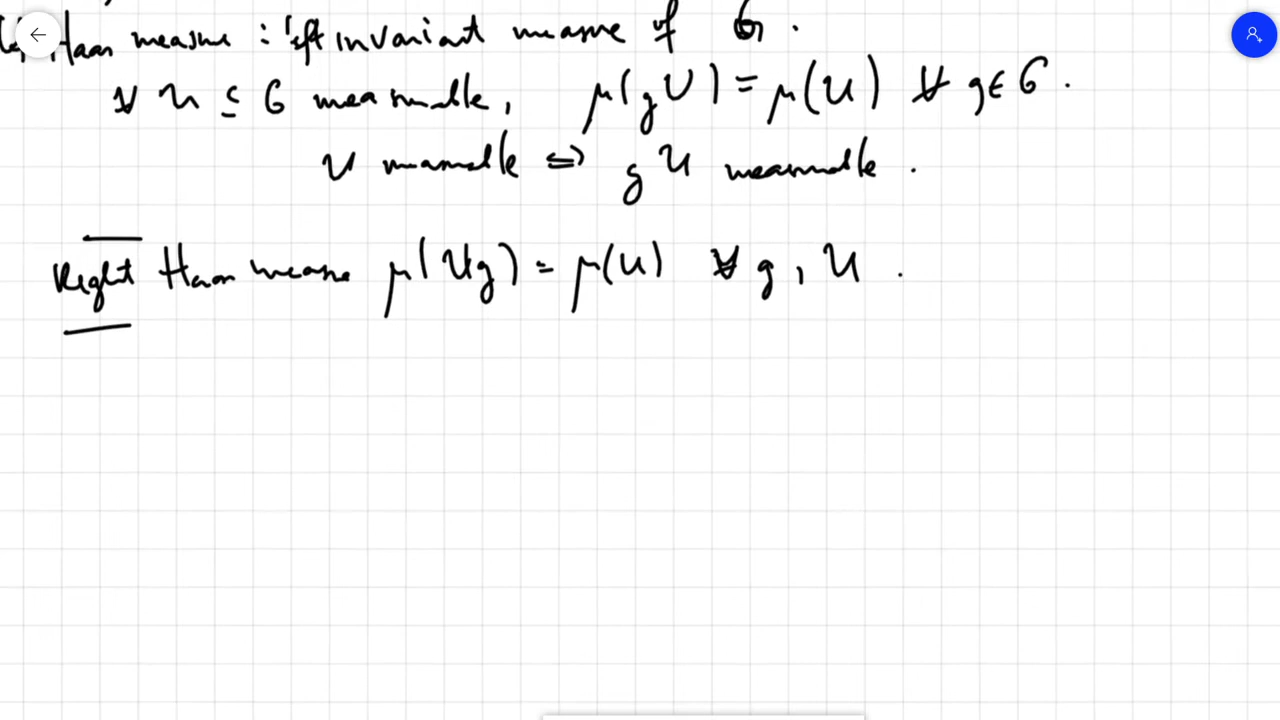 Haar measure : left invariant measure of G .
∀ U ⊆ G measurable, μ(gU) = μ(U) ∀ g ∈ G .
U measurable ⇔ gU measurable .
Right Haar measure μ(Ug) = μ(U) ∀ g, U .